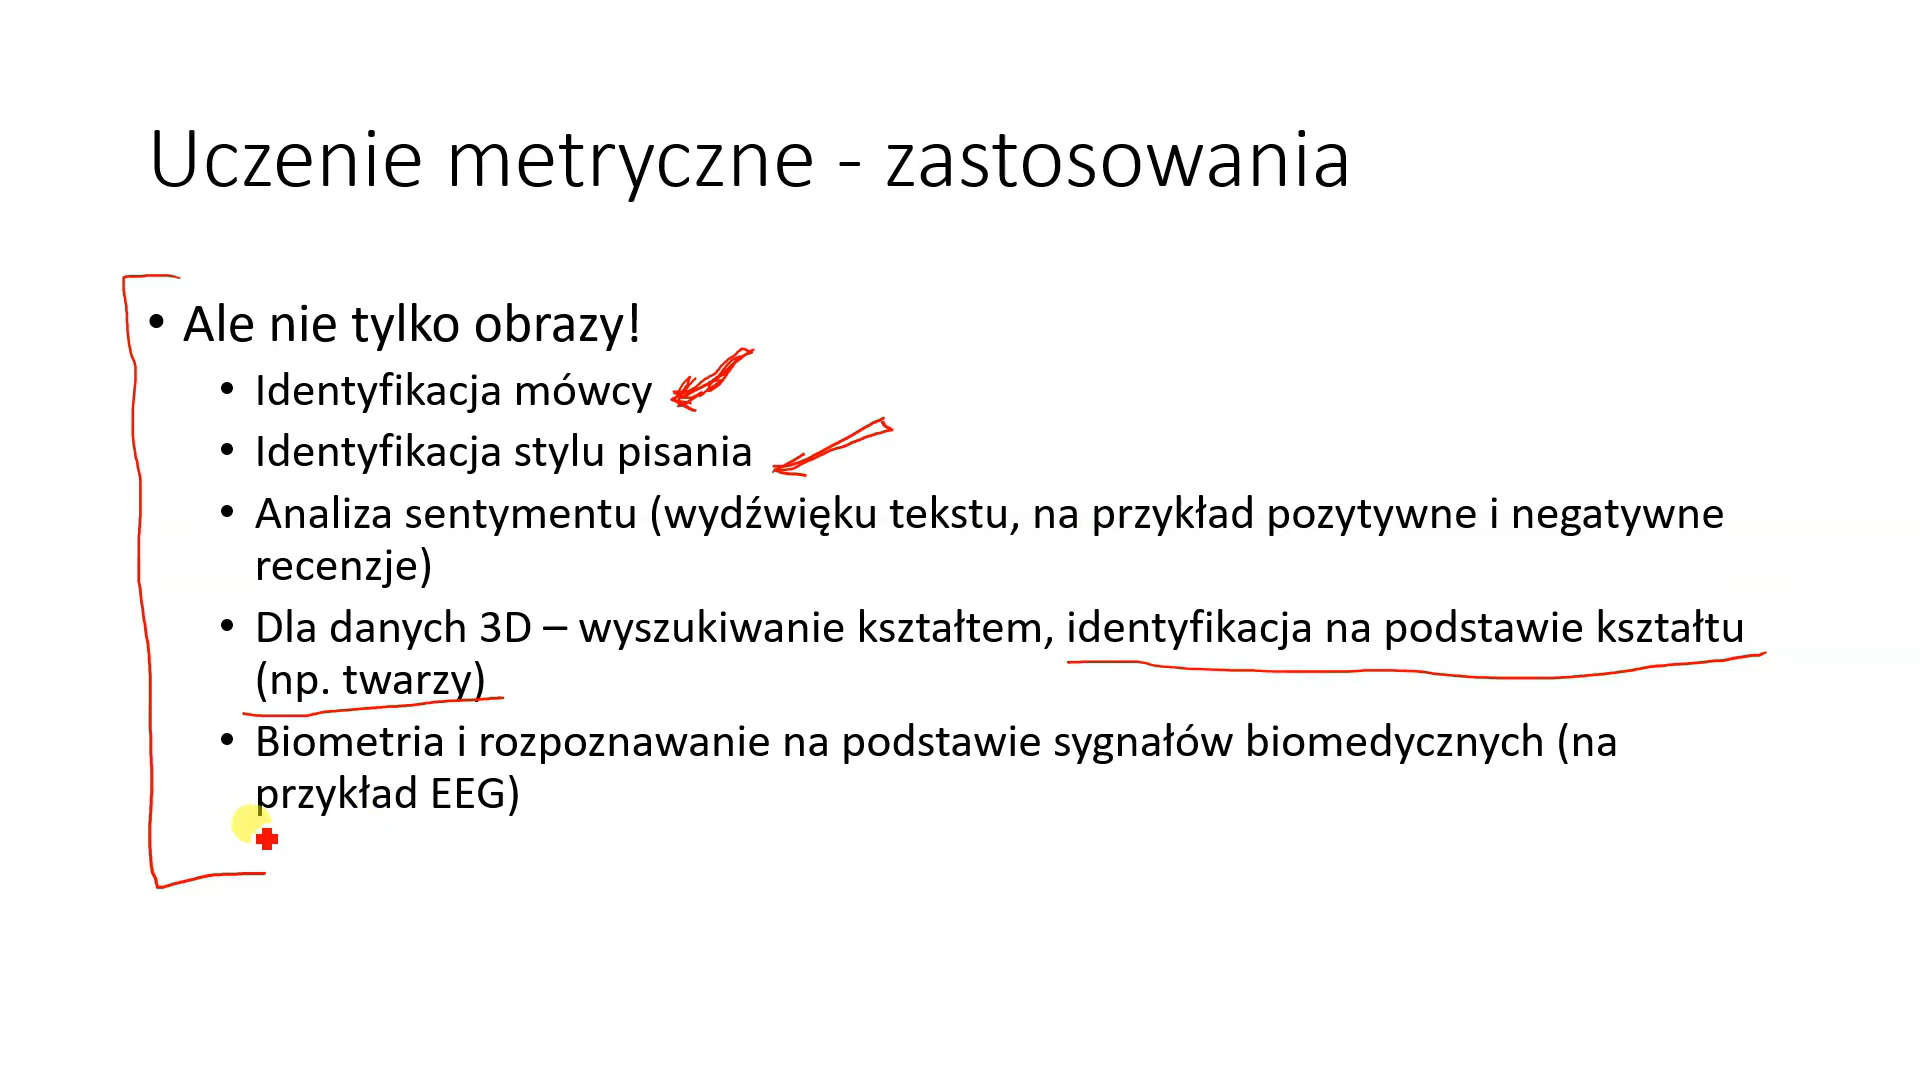 Uczenie metryczne - zastosowania
• Ale nie tylko obrazy!
• Identyfikacja mówcy
• Identyfikacja stylu pisania
• Analiza sentymentu (wydźwięku tekstu, na przykład pozytywne i negatywne
recenzje)
• Dla danych 3D – wyszukiwanie kształtem, identyfikacja na podstawie kształtu
(np. twarzy)
• Biometria i rozpoznawanie na podstawie sygnałów biomedycznych (na
przykład EEG)